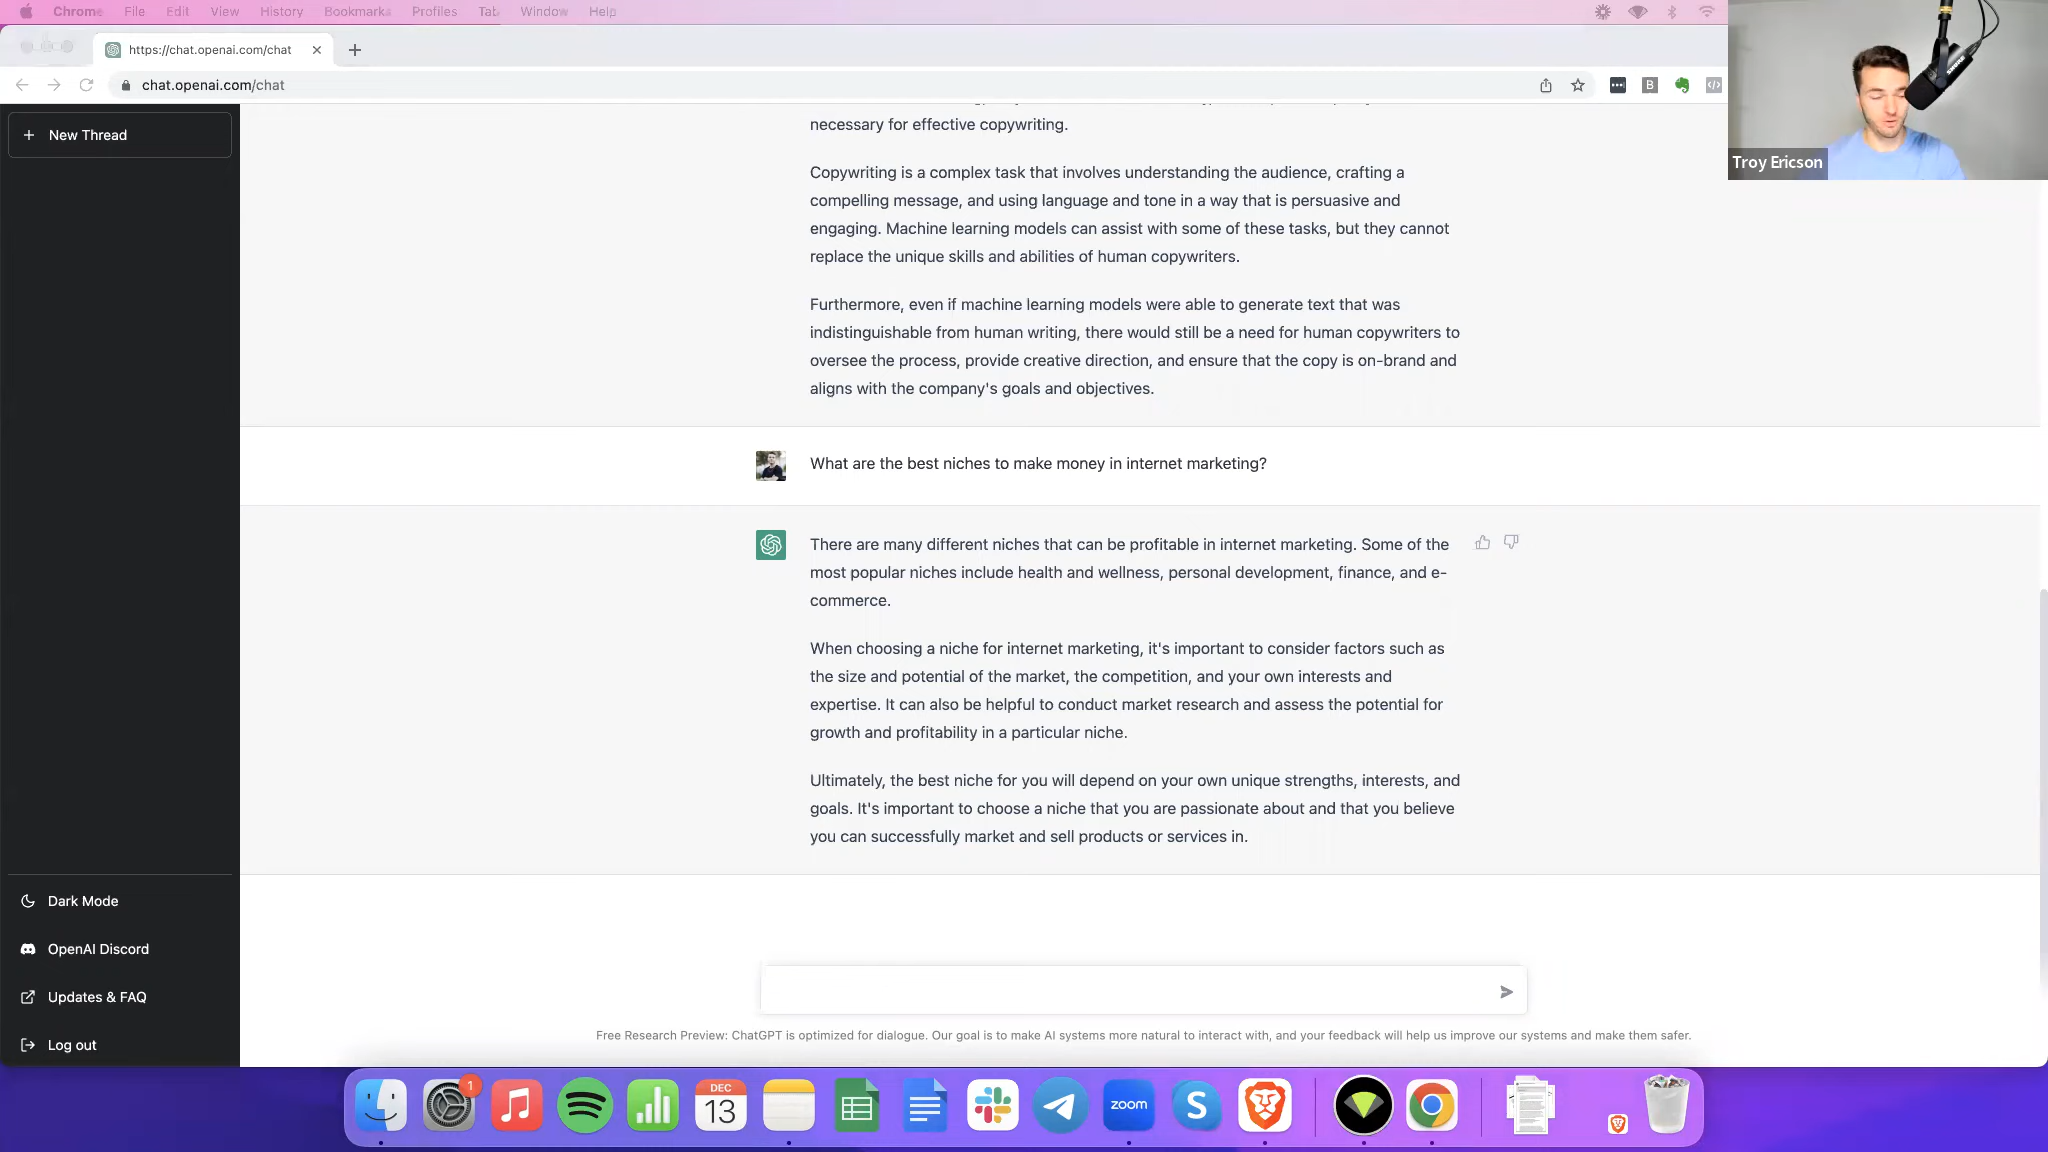 Chrome File Edit View History Bookmarks Profiles Tab Window Help
https://chat.openai.com/chat
chat.openai.com/chat
B
SHURE
Troy Ericson
New Thread
necessary for effective copywriting.
Copywriting is a complex task that involves understanding the audience, crafting a
compelling message, and using language and tone in a way that is persuasive and
engaging. Machine learning models can assist with some of these tasks, but they cannot
replace the unique skills and abilities of human copywriters.
Furthermore, even if machine learning models were able to generate text that was
indistinguishable from human writing, there would still be a need for human copywriters to
oversee the process, provide creative direction, and ensure that the copy is on-brand and
aligns with the company's goals and objectives.
What are the best niches to make money in internet marketing?
There are many different niches that can be profitable in internet marketing. Some of the
most popular niches include health and wellness, personal development, finance, and e-
commerce.
When choosing a niche for internet marketing, it's important to consider factors such as
the size and potential of the market, the competition, and your own interests and
expertise. It can also be helpful to conduct market research and assess the potential for
growth and profitability in a particular niche.
Ultimately, the best niche for you will depend on your own unique strengths, interests, and
goals. It's important to choose a niche that you are passionate about and that you believe
you can successfully market and sell products or services in.
Dark Mode
OpenAI Discord
Updates & FAQ
Log out
Free Research Preview: ChatGPT is optimized for dialogue. Our goal is to make AI systems more natural to interact with, and your feedback will help us improve our systems and make them safer.
1
DEC
13
zoom
S